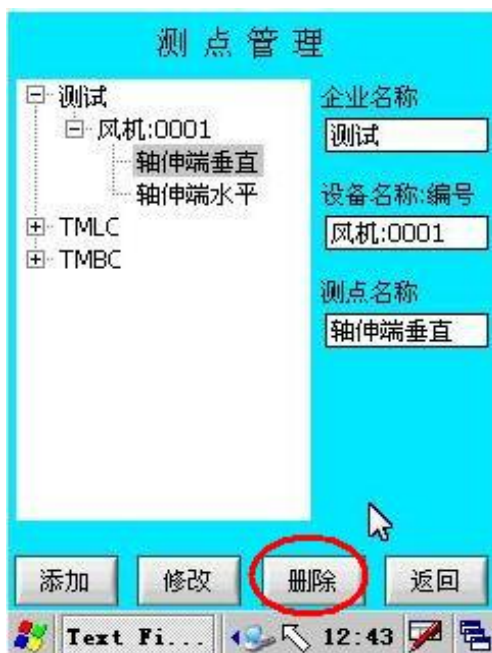 测点管理
测试
风机:0001
轴伸端垂直
轴伸端水平
TMLC
TMBC
企业名称
测试
设备名称:编号
风机:0001
测点名称
轴伸端垂直
添加 修改 删除 返回
Text Fi... 12:43